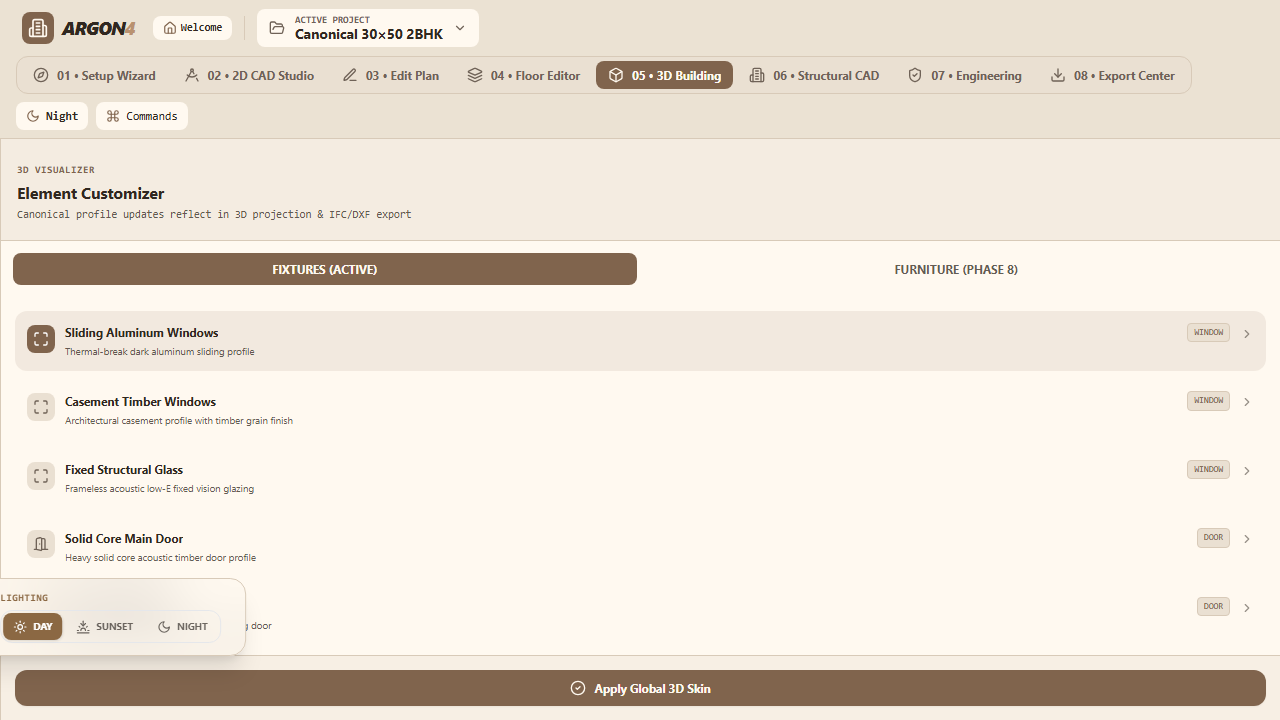 ARGON4
Welcome
ACTIVE PROJECT
Canonical 30×50 2BHK
01 • Setup Wizard
02 • 2D CAD Studio
03 • Edit Plan
04 • Floor Editor
05 • 3D Building
06 • Structural CAD
07 • Engineering
08 • Export Center
Night
Commands
3D VISUALIZER
Element Customizer
Canonical profile updates reflect in 3D projection & IFC/DXF export
FIXTURES (ACTIVE)
FURNITURE (PHASE 8)
Sliding Aluminum Windows
Thermal-break dark aluminum sliding profile
WINDOW
Casement Timber Windows
Architectural casement profile with timber grain finish
WINDOW
Fixed Structural Glass
Frameless acoustic low-E fixed vision glazing
WINDOW
Solid Core Main Door
Heavy solid core acoustic timber door profile
DOOR
LIGHTING
DAY
SUNSET
NIGHT
door
DOOR
Apply Global 3D Skin